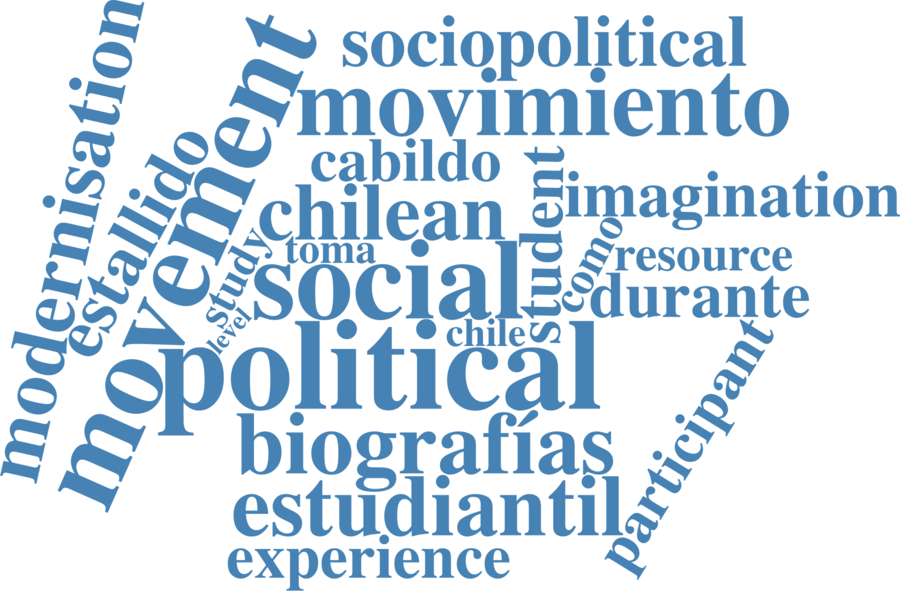 modernisation
estallido
movement
sociopolitical
movimiento
cabildo
student
imagination
chilean
como
study
toma
resource
social
durante
level
chile
political
participant
biografías
estudiantil
experience